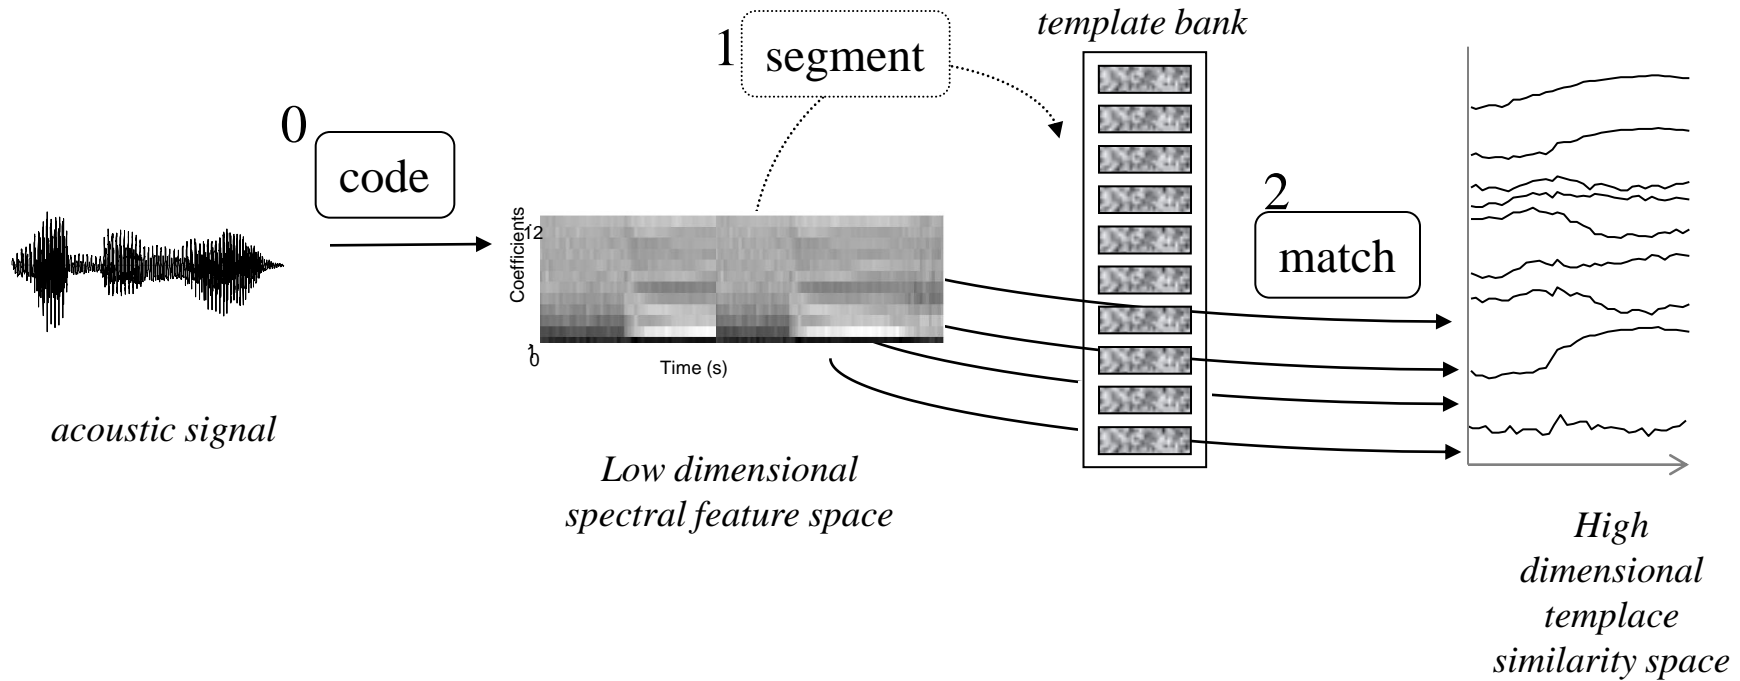 0
code
acoustic signal
1
segment
Coefficients
12
1
0
Time (s)
Low dimensional
spectral feature space
template bank
2
match
High
dimensional
templace
similarity space